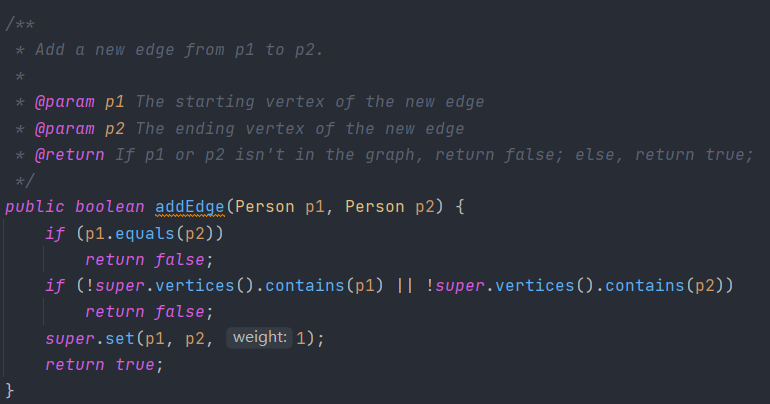 /**
 * Add a new edge from p1 to p2.
 *
 * @param p1 The starting vertex of the new edge
 * @param p2 The ending vertex of the new edge
 * @return If p1 or p2 isn't in the graph, return false; else, return true;
 */
public boolean addEdge(Person p1, Person p2) {
    if (p1.equals(p2))
        return false;
    if (!super.vertices().contains(p1) || !super.vertices().contains(p2))
        return false;
    super.set(p1, p2, weight: 1);
    return true;
}